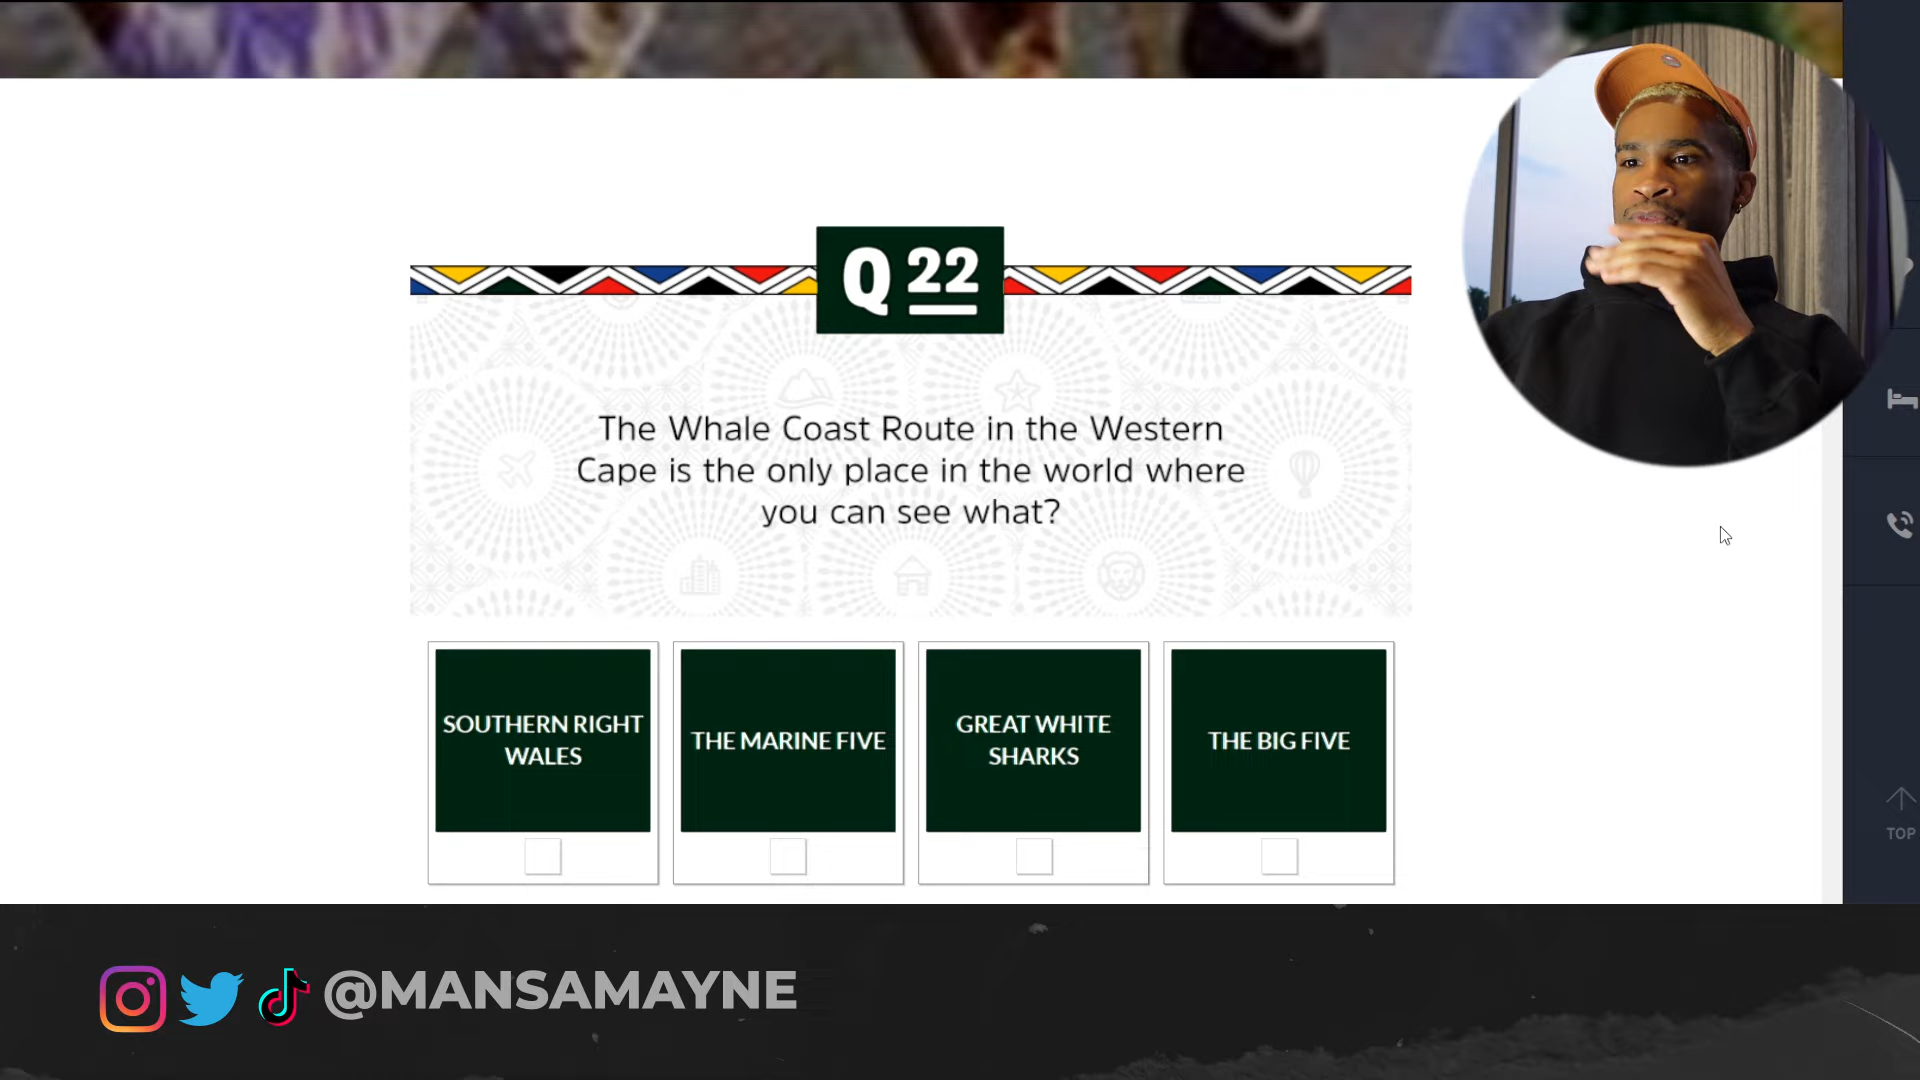 Q 22
The Whale Coast Route in the Western
Cape is the only place in the world where
you can see what?
SOUTHERN RIGHT
WALES
THE MARINE FIVE
GREAT WHITE
SHARKS
THE BIG FIVE
TOP
@MANSAMAYNE